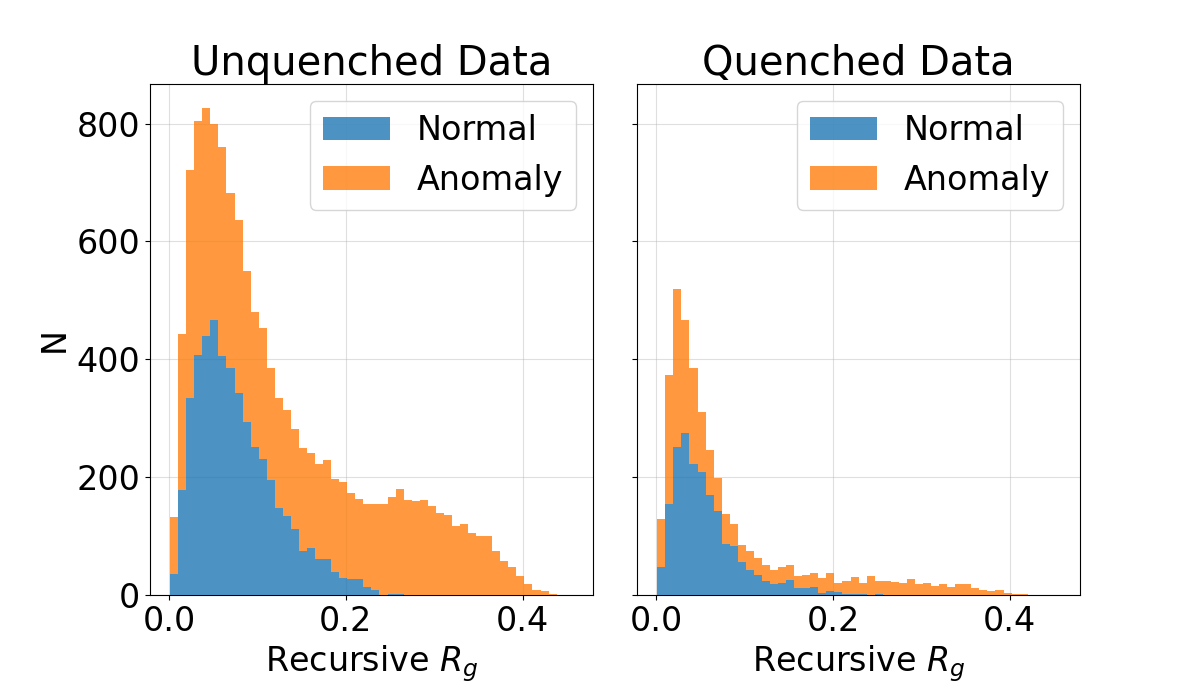 Unquenched Data
Quenched Data
Normal
Anomaly
Normal
Anomaly
N
800
600
400
200
0
0.0 0.2 0.4
0.0 0.2 0.4
Recursive $R_g$
Recursive $R_g$